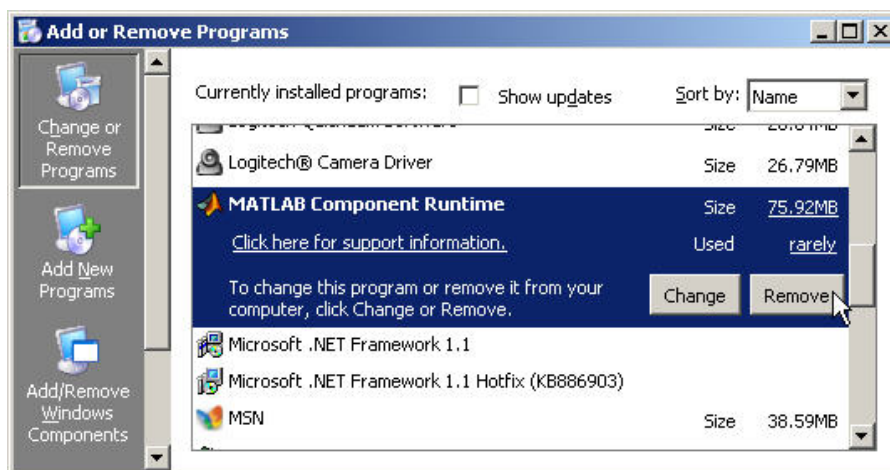 Add or Remove Programs
Change or
Remove
Programs
Add New
Programs
Add/Remove
Windows
Components
Currently installed programs:
Show updates
Sort by: Name
Size
Logitech® Camera Driver Size 26.79MB
MATLAB Component Runtime Size 75.92MB
Click here for support information. Used rarely
To change this program or remove it from your
computer, click Change or Remove.
Change Remove
Microsoft .NET Framework 1.1
Microsoft .NET Framework 1.1 Hotfix (KB886903)
MSN Size 38.59MB